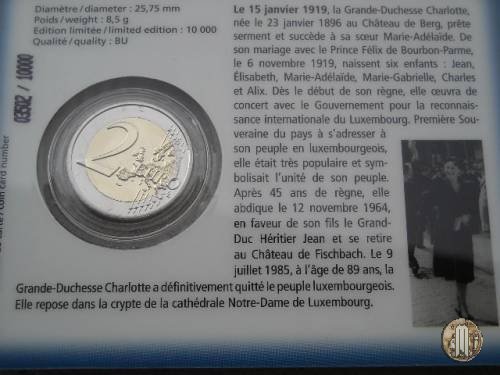 Diamètre/diameter : 25,75 mm
Poids/weight : 8,5 g
Edition limitée/limited edition : 10 000
Qualité/quality : BU
/ 10000
carte/coin card number
2
Le 15 janvier 1919, la Grande-Duchesse Charlotte,
née le 23 janvier 1896 au Château de Berg, prête
serment et succède à sa sœur Marie-Adélaïde. De
son mariage avec le Prince Félix de Bourbon-Parme,
le 6 novembre 1919, naissent six enfants : Jean,
Élisabeth, Marie-Adélaïde, Marie-Gabrielle, Charles
et Alix. Dès le début de son règne, elle œuvra de
concert avec le Gouvernement pour la reconnais-
sance internationale du Luxembourg. Première Sou-
veraine du pays à s'adresser à
son peuple en luxembourgeois,
elle était très populaire et sym-
bolisait l'unité de son peuple.
Après 45 ans de règne, elle
abdique le 12 novembre 1964,
en faveur de son fils le Grand-
Duc Héritier Jean et se retire
au Château de Fischbach. Le 9
juillet 1985, à l'âge de 89 ans, la
Grande-Duchesse Charlotte a définitivement quitté le peuple luxembourgeois.
Elle repose dans la crypte de la cathédrale Notre-Dame de Luxembourg.